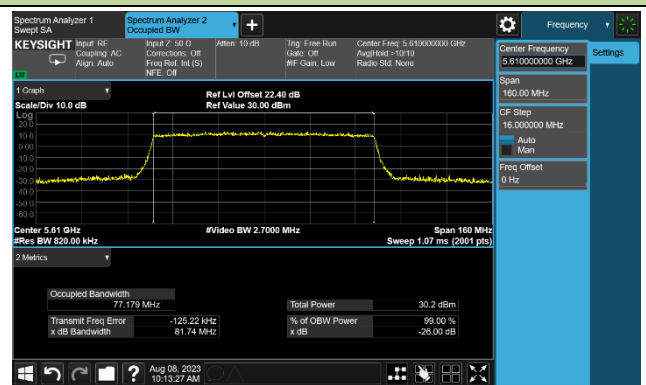 Spectrum Analyzer 1
Swept SA
Spectrum Analyzer 2
Occupied BW
+
Frequency
KEYSIGHT
Input: RF
Coupling: AC
Align: Auto
Input Z: 50 Ω
Corrections: Off
Freq Ref: Int (S)
NFE: Off
Atten: 10 dB
Trig: Free Run
Gate: Off
#IF Gain: Low
Center Freq: 5.610000000 GHz
Avg|Hold:>10/10
Radio Std: None
Center Frequency
5.610000000 GHz
Settings
Span
160.00 MHz
CF Step
16.000000 MHz
Auto
Man
Freq Offset
0 Hz
1 Graph
Scale/Div 10.0 dB
Ref Lvl Offset 22.40 dB
Ref Value 30.00 dBm
Log
20.0
10.0
0.00
-10.0
-20.0
-30.0
-40.0
-50.0
-60.0
Center 5.61 GHz
#Res BW 820.00 kHz
#Video BW 2.7000 MHz
Span 160 MHz
Sweep 1.07 ms (2001 pts)
2 Metrics
Occupied Bandwidth
77.179 MHz
Total Power 30.2 dBm
Transmit Freq Error -125.22 kHz
% of OBW Power 99.00 %
x dB Bandwidth 81.74 MHz
x dB -26.00 dB
?
Aug 08, 2023
10:13:27 AM